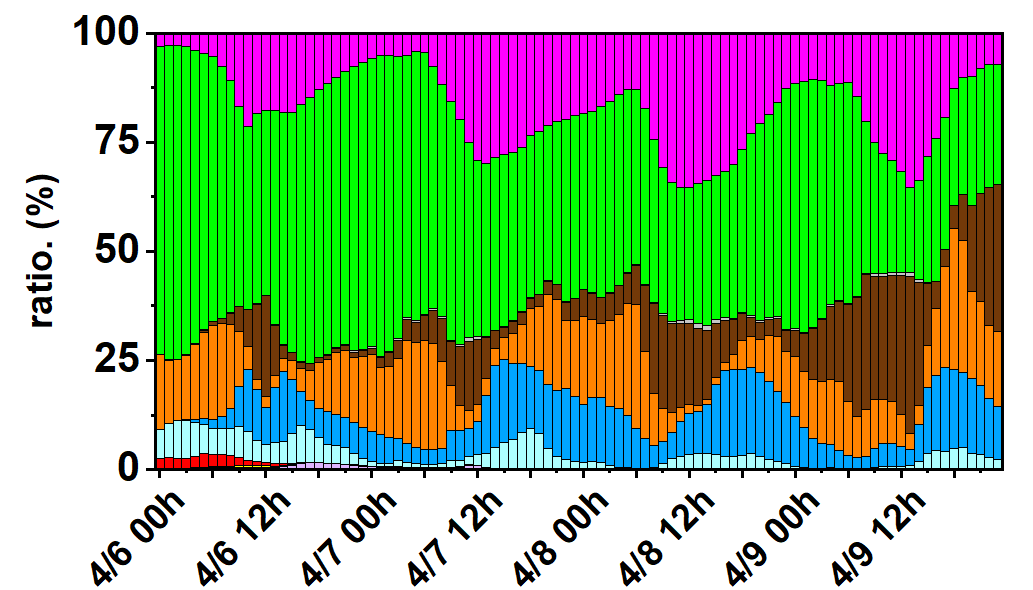 100
75
50
25
0
ratio. (%)
4/6 00h
4/6 12h
4/7 00h
4/7 12h
4/8 00h
4/8 12h
4/9 00h
4/9 12h